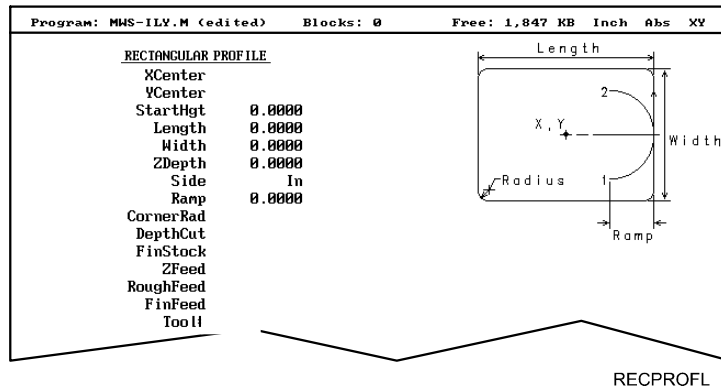 Program: MWS-ILY.M (edited) Blocks: 0 Free: 1,847 KB Inch Abs XY
RECTANGULAR PROFILE
XCenter
YCenter
StartHgt 0.0000
Length 0.0000
Width 0.0000
ZDepth 0.0000
Side In
Ramp 0.0000
CornerRad
DepthCut
FinStock
ZFeed
RoughFeed
FinFeed
Tool#
Length
2
X, Y
Width
Radius
1
Ramp
RECPROFL